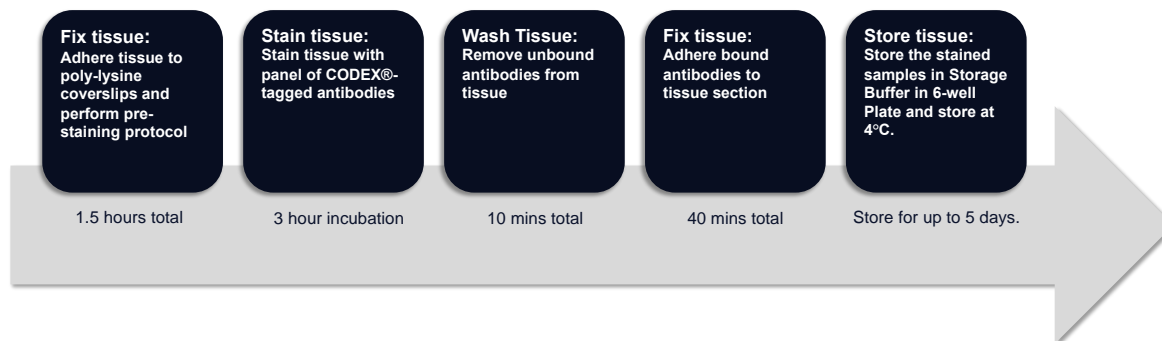 Fix tissue:
Adhere tissue to
poly-lysine
coverslips and
perform pre-
staining protocol
Stain tissue:
Stain tissue with
panel of CODEX®-
tagged antibodies
Wash Tissue:
Remove unbound
antibodies from
tissue
Fix tissue:
Adhere bound
antibodies to
tissue section
Store tissue:
Store the stained
samples in Storage
Buffer in 6-well
Plate and store at
4°C.
1.5 hours total
3 hour incubation
10 mins total
40 mins total
Store for up to 5 days.